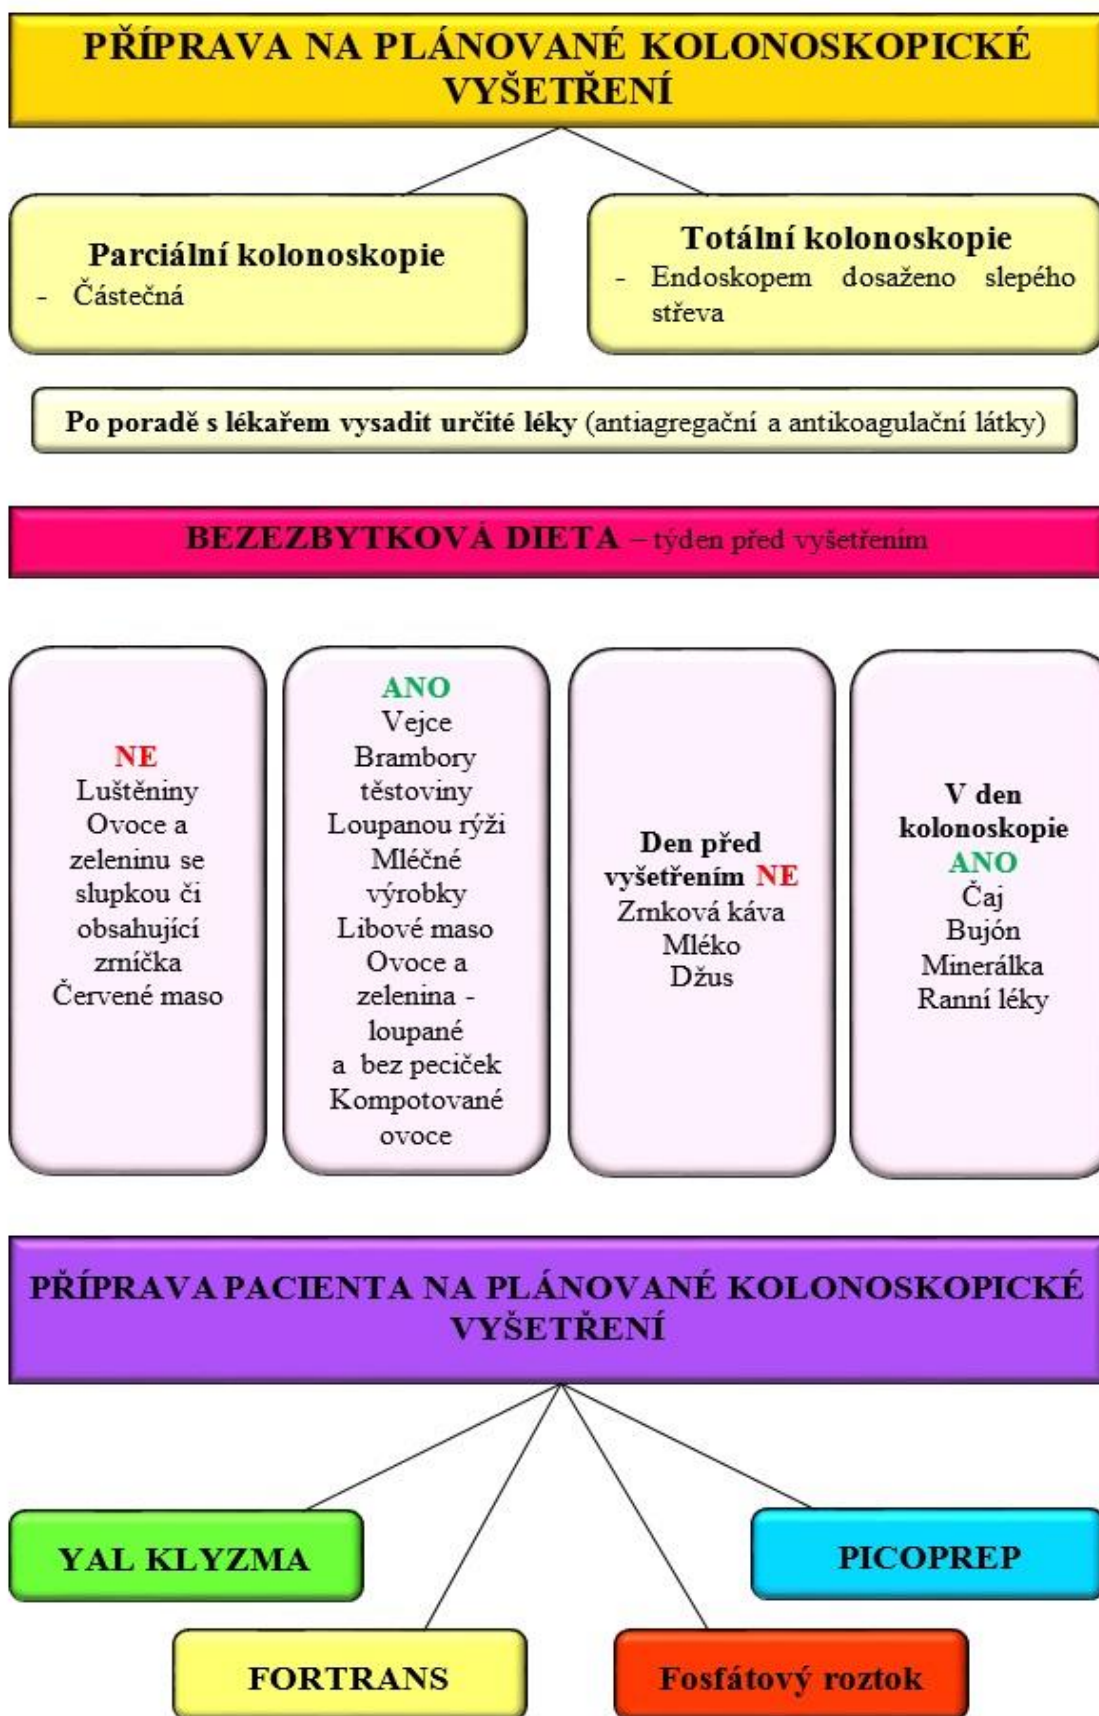 PŘÍPRAVA NA PLÁNOVANÉ KOLONOSKOPICKÉ
VYŠETŘENÍ
Parciální kolonoskopie
- Částečná
Totální kolonoskopie
- Endoskopem dosaženo slepého
střeva
Po poradě s lékařem vysadit určité léky (antiagregační a antikoagulační látky)
BEZEZBYTKOVÁ DIETA – týden před vyšetřením
NE
Luštěniny
Ovoce a
zeleninu se
slupkou či
obsahující
zrníčka
Červené maso
ANO
Vejce
Brambory
těstoviny
Loupanou rýži
Mléčné
výrobky
Libové maso
Ovoce a
zelenina -
loupané
a bez peciček
Kompotované
ovoce
Den před
vyšetřením NE
Zrnková káva
Mléko
Džus
V den
kolonoskopie
ANO
Čaj
Bujón
Minerálka
Ranní léky
PŘÍPRAVA PACIENTA NA PLÁNOVANÉ KOLONOSKOPICKÉ
VYŠETŘENÍ
YAL KLYZMA
PICOPREP
FORTRANS
Fosfátový roztok